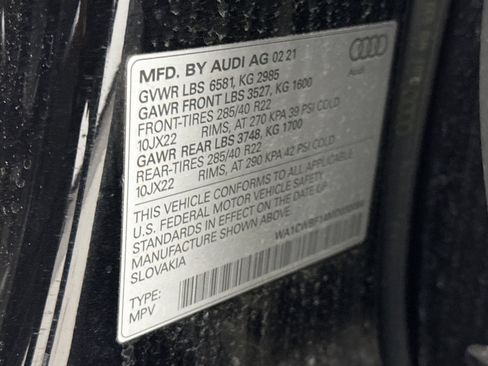 MFD. BY AUDI AG 02 21
GVWR LBS 6581, KG 2985
GAWR FRONT LBS 3527, KG 1600
FRONT-TIRES 285/40 R22
10JX22 RIMS, AT 270 KPA 39 PSI COLD
GAWR REAR LBS 3748, KG 1700
REAR-TIRES 285/40 R22
10JX22 RIMS, AT 290 KPA 42 PSI COLD
THIS VEHICLE CONFORMS TO ALL APPLICABLE
U.S. FEDERAL MOTOR VEHICLE SAFETY
STANDARDS IN EFFECT ON THE DATE OF
MANUFACTURE SHOWN ABOVE.
SLOVAKIA
TYPE:
MPV
Audi